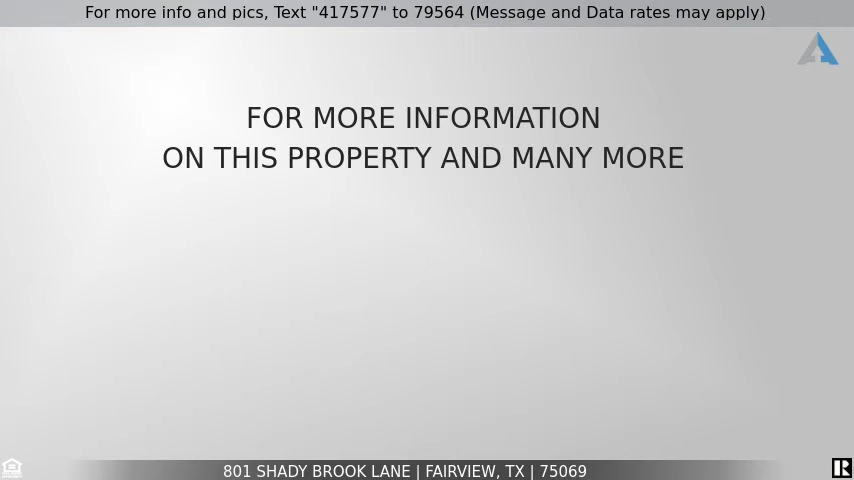 For more info and pics, Text "417577" to 79564 (Message and Data rates may apply)
FOR MORE INFORMATION
ON THIS PROPERTY AND MANY MORE
801 SHADY BROOK LANE | FAIRVIEW, TX | 75069